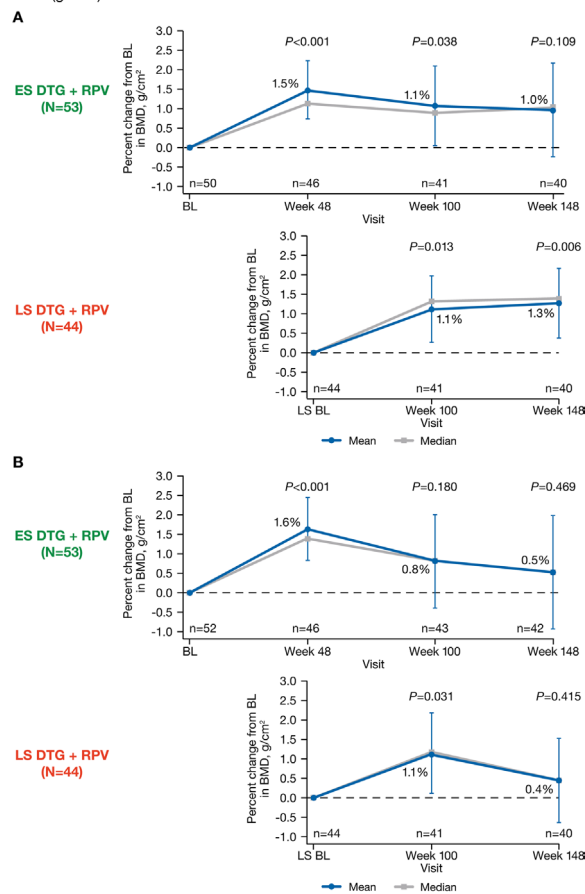 A
ES DTG + RPV
(N=53)
Percent change from BL
in BMD, g/cm²
3.0
2.5
2.0
1.5
1.0
0.5
0.0
-0.5
-1.0
P<0.001
P=0.038
P=0.109
1.5%
1.1%
1.0%
n=50
n=46
n=41
n=40
BL
Week 48
Week 100
Week 148
Visit
LS DTG + RPV
(N=44)
Percent change from BL
in BMD, g/cm²
3.0
2.5
2.0
1.5
1.0
0.5
0.0
-0.5
-1.0
P=0.013
P=0.006
1.1%
1.3%
n=44
n=41
n=40
LS BL
Week 100
Week 148
Visit
Mean
Median
B
ES DTG + RPV
(N=53)
Percent change from BL
in BMD, g/cm²
3.0
2.5
2.0
1.5
1.0
0.5
0.0
-0.5
-1.0
P<0.001
P=0.180
P=0.469
1.6%
0.8%
0.5%
n=52
n=46
n=43
n=42
BL
Week 48
Week 100
Week 148
Visit
LS DTG + RPV
(N=44)
Percent change from BL
in BMD, g/cm²
3.0
2.5
2.0
1.5
1.0
0.5
0.0
-0.5
-1.0
P=0.031
P=0.415
1.1%
0.4%
n=44
n=41
n=40
LS BL
Week 100
Week 148
Visit
Mean
Median